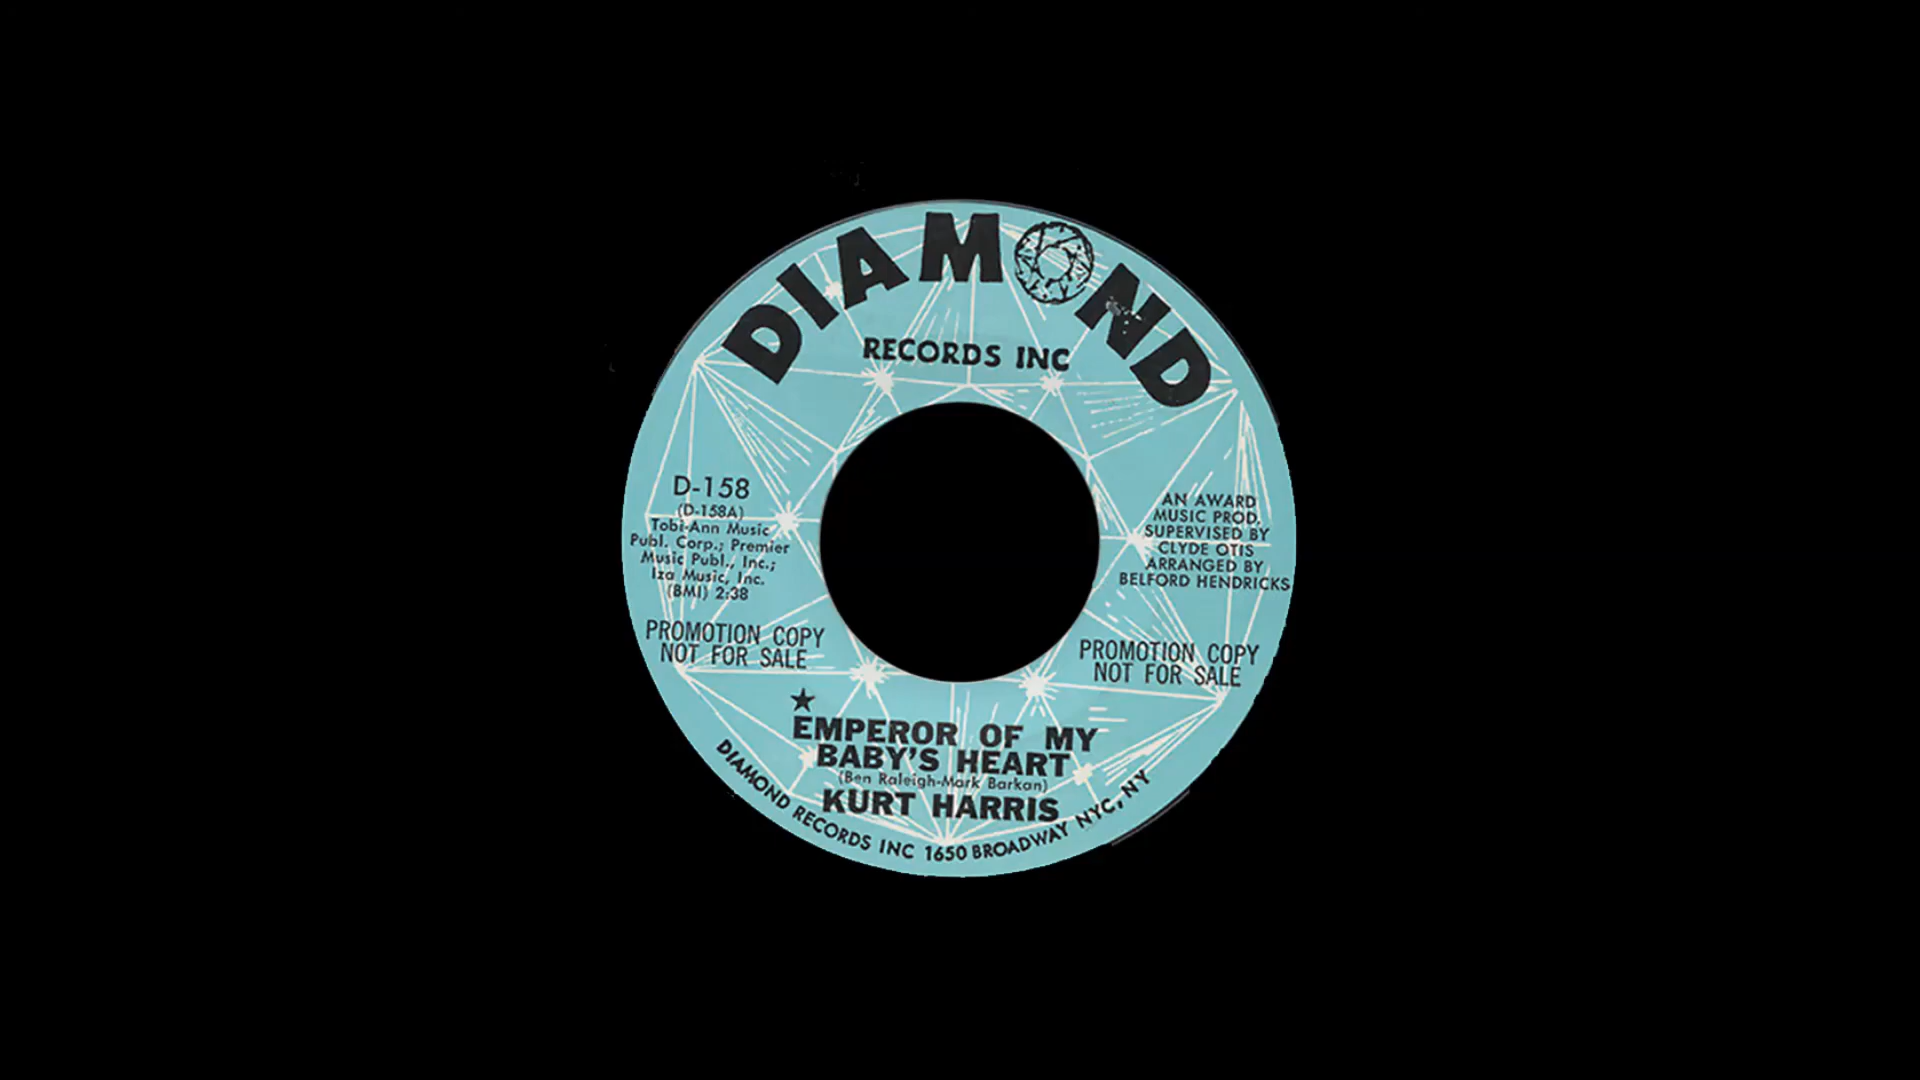 DIAMOND
RECORDS INC
D-158
(D-158A)
Tobi-Ann Music
Publ. Corp.; Premier
Music Publ., Inc.;
Iza Music, Inc.
(BMI) 2:38
AN AWARD
MUSIC PROD.
SUPERVISED BY
CLYDE OTIS
ARRANGED BY
BELFORD HENDRICKS
PROMOTION COPY
NOT FOR SALE
PROMOTION COPY
NOT FOR SALE
★
EMPEROR OF MY
BABY'S HEART
(Ben Raleigh-Mark Barkan)
KURT HARRIS
DIAMOND RECORDS INC 1650 BROADWAY NYC, NY